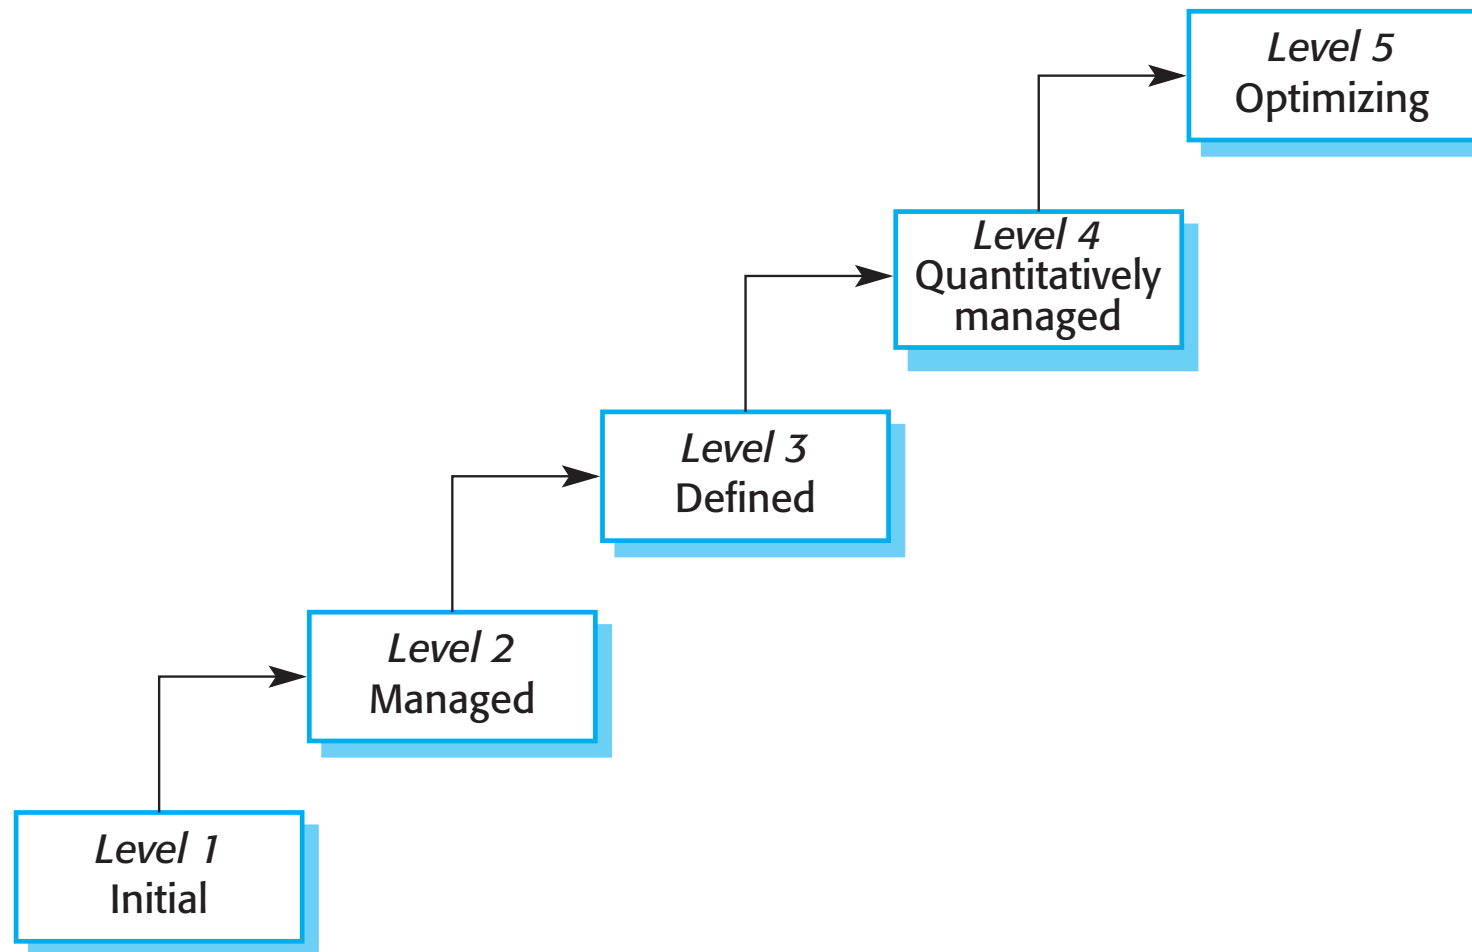 Level 5
Optimizing
Level 4
Quantitatively
managed
Level 3
Defined
Level 2
Managed
Level 1
Initial